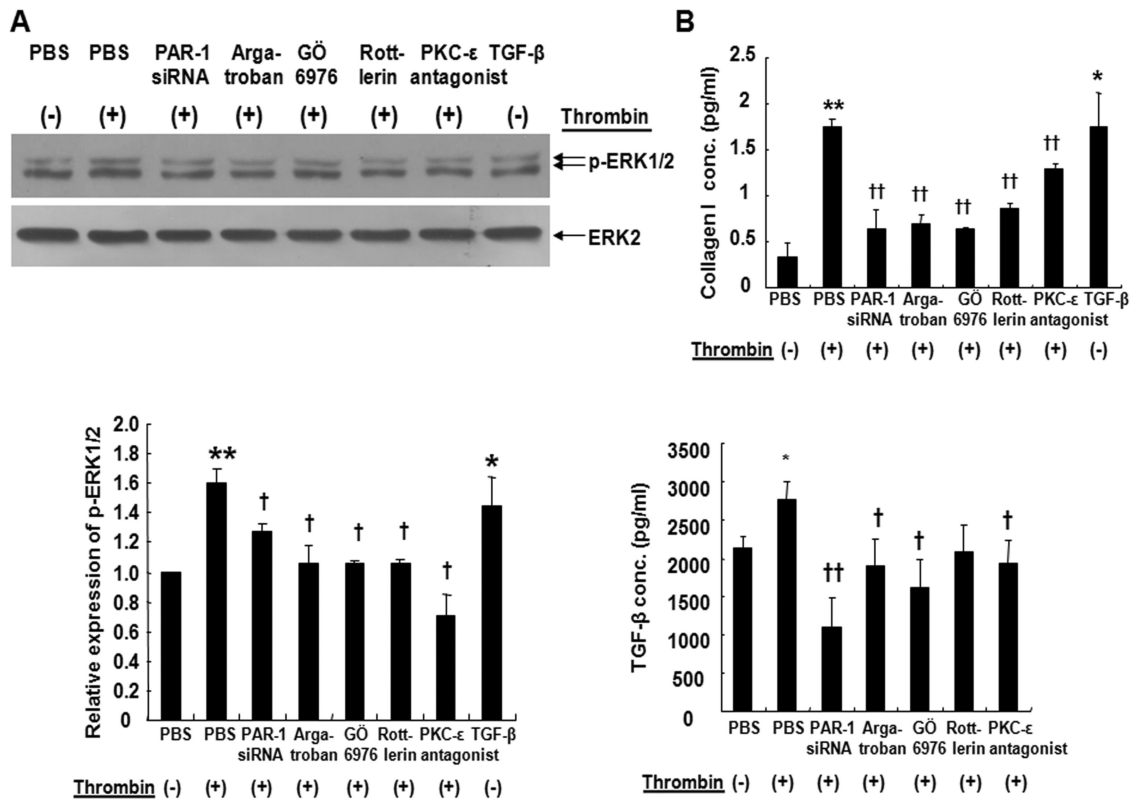 A
PBS PBS PAR-1 Arga- GÖ Rott- PKC-ε TGF-β
siRNA troban 6976 lerin antagonist
(-) (+) (+) (+) (+) (+) (+) (-) Thrombin
p-ERK1/2
ERK2
Relative expression of p-ERK1/2
2.0
1.8
1.6
1.4
1.2
1.0
0.8
0.6
0.4
0.2
0
** † † † † † *
PBS PBS PAR-1 Arga- GÖ Rott- PKC-ε TGF-β
siRNA troban 6976 lerin antagonist
Thrombin (-) (+) (+) (+) (+) (+) (+) (-)
B
Collagen I conc. (pg/ml)
2.5
2
1.5
1
0.5
0
** †† †† †† †† †† *
PBS PBS PAR-1 Arga- GÖ Rott- PKC-ε TGF-β
siRNA troban 6976 lerin antagonist
Thrombin (-) (+) (+) (+) (+) (+) (+) (-)
TGF-β conc. (pg/ml)
3500
3000
2500
2000
1500
1000
500
0
* †† † † †
PBS PBS PAR-1 Arga- GÖ Rott- PKC-ε
siRNA troban 6976 lerin antagonist
Thrombin (-) (+) (+) (+) (+) (+) (+)